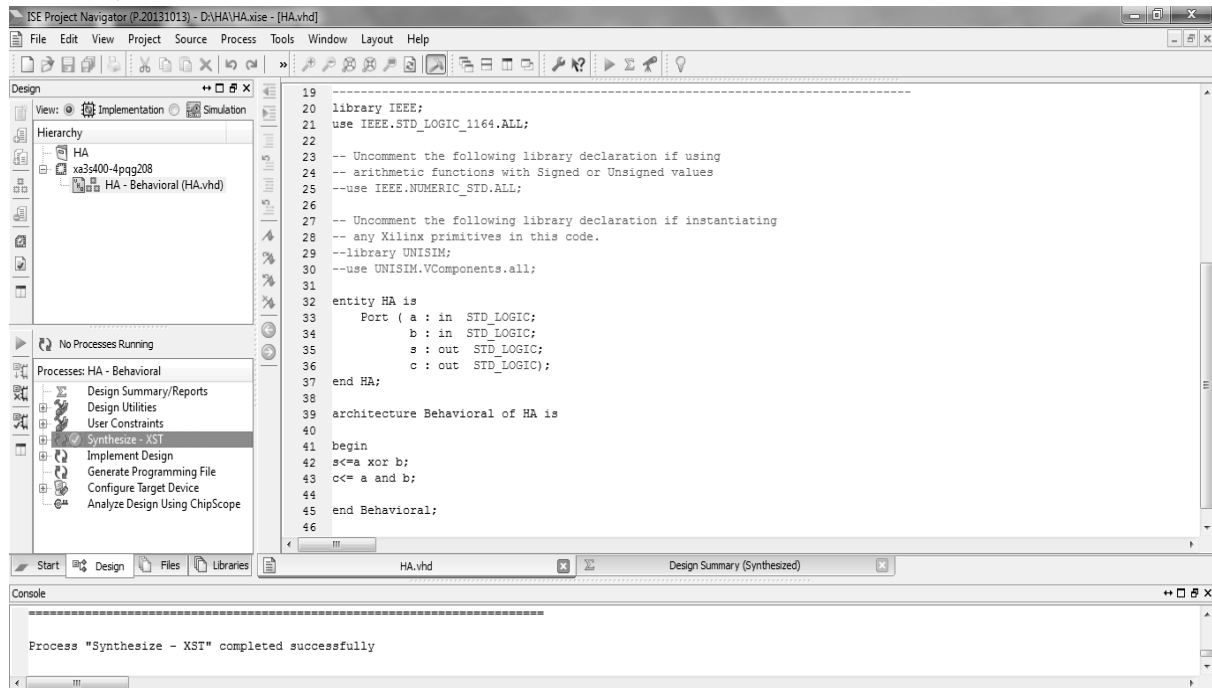 ISE Project Navigator (P.20131013) - D:\HA\HA.xise - [HA.vhd]
File Edit View Project Source Process Tools Window Layout Help
Design
View: Implementation Simulation
Hierarchy
HA
xa3s400-4pqg208
HA - Behavioral (HA.vhd)
No Processes Running
Processes: HA - Behavioral
Design Summary/Reports
Design Utilities
User Constraints
Synthesize - XST
Implement Design
Generate Programming File
Configure Target Device
Analyze Design Using ChipScope
Start Design Files Libraries
19 ----------------------------------------------------------------------------------
20 library IEEE;
21 use IEEE.STD_LOGIC_1164.ALL;
22
23 -- Uncomment the following library declaration if using
24 -- arithmetic functions with Signed or Unsigned values
25 --use IEEE.NUMERIC_STD.ALL;
26
27 -- Uncomment the following library declaration if instantiating
28 -- any Xilinx primitives in this code.
29 --library UNISIM;
30 --use UNISIM.VComponents.all;
31
32 entity HA is
33 Port ( a : in STD_LOGIC;
34 b : in STD_LOGIC;
35 s : out STD_LOGIC;
36 c : out STD_LOGIC);
37 end HA;
38
39 architecture Behavioral of HA is
40
41 begin
42 s<=a xor b;
43 c<= a and b;
44
45 end Behavioral;
46
HA.vhd Design Summary (Synthesized)
Console
=========================================================================
Process "Synthesize - XST" completed successfully